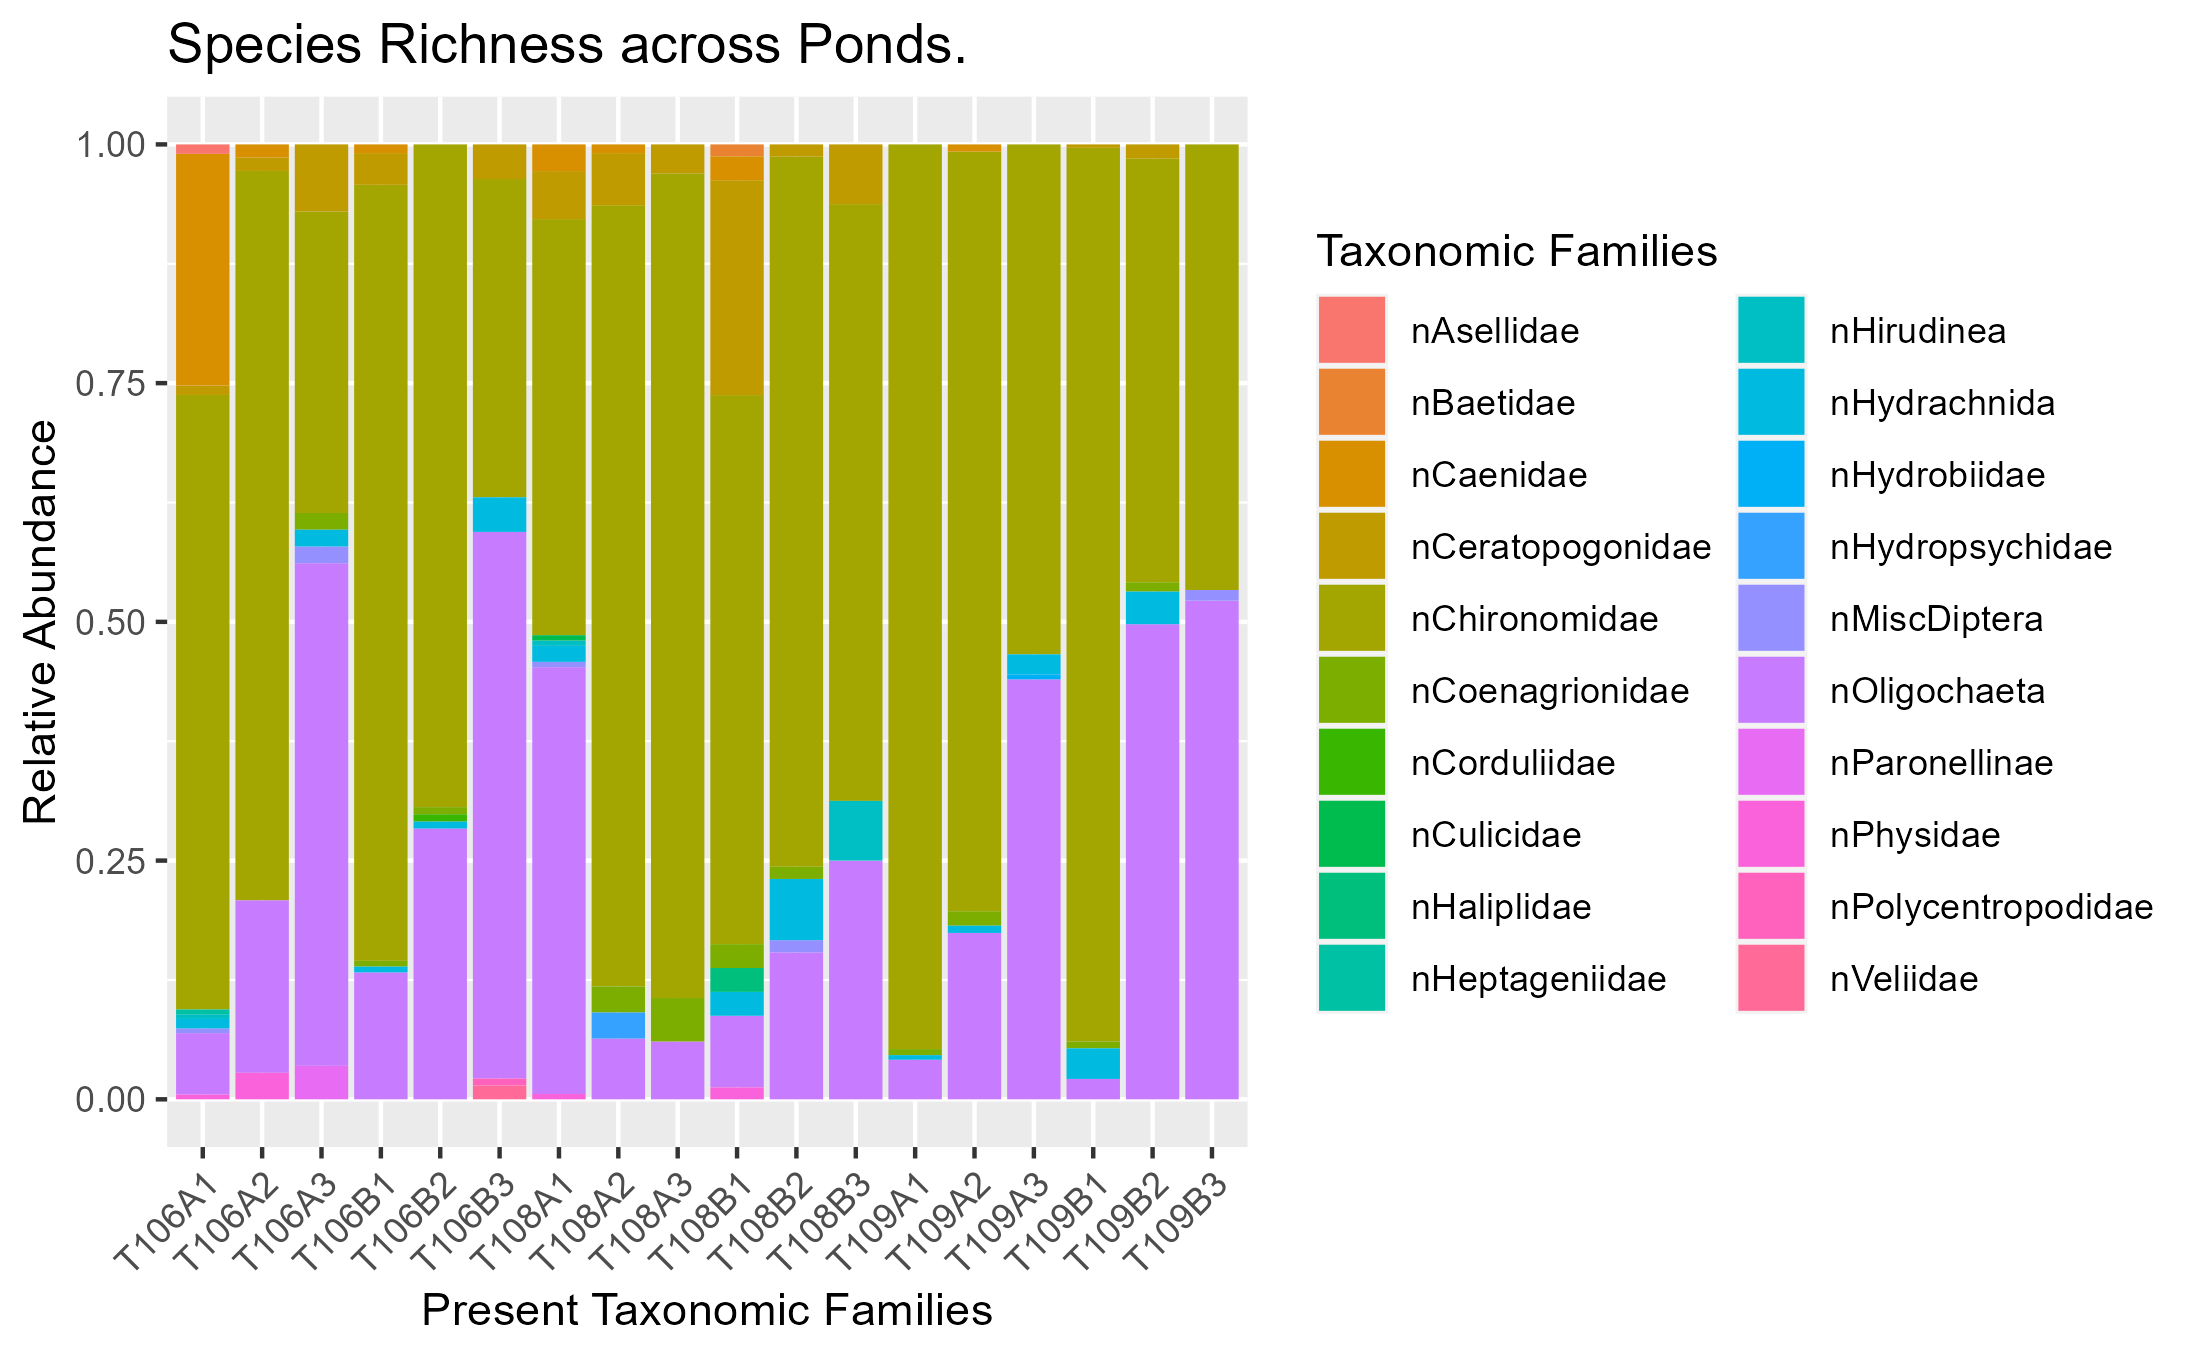 Species Richness across Ponds.
Relative Abundance
1.00
0.75
0.50
0.25
0.00
T106A1
T106A2
T106A3
T106B1
T106B2
T106B3
T108A1
T108A2
T108A3
T108B1
T108B2
T108B3
T109A1
T109A2
T109A3
T109B1
T109B2
T109B3
Present Taxonomic Families
Taxonomic Families
nAsellidae
nBaetidae
nCaenidae
nCeratopogonidae
nChironomidae
nCoenagrionidae
nCorduliidae
nCulicidae
nHaliplidae
nHeptageniidae
nHirudinea
nHydrachnida
nHydrobiidae
nHydropsychidae
nMiscDiptera
nOligochaeta
nParonellinae
nPhysidae
nPolycentropodidae
nVeliidae